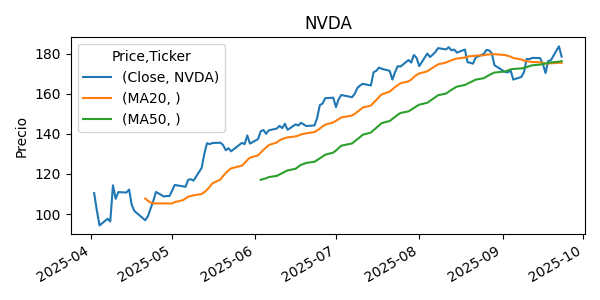 NVDA
Price,Ticker
(Close, NVDA)
(MA20, )
(MA50, )
Precio
180
160
140
120
100
2025-04
2025-05
2025-06
2025-07
2025-08
2025-09
2025-10